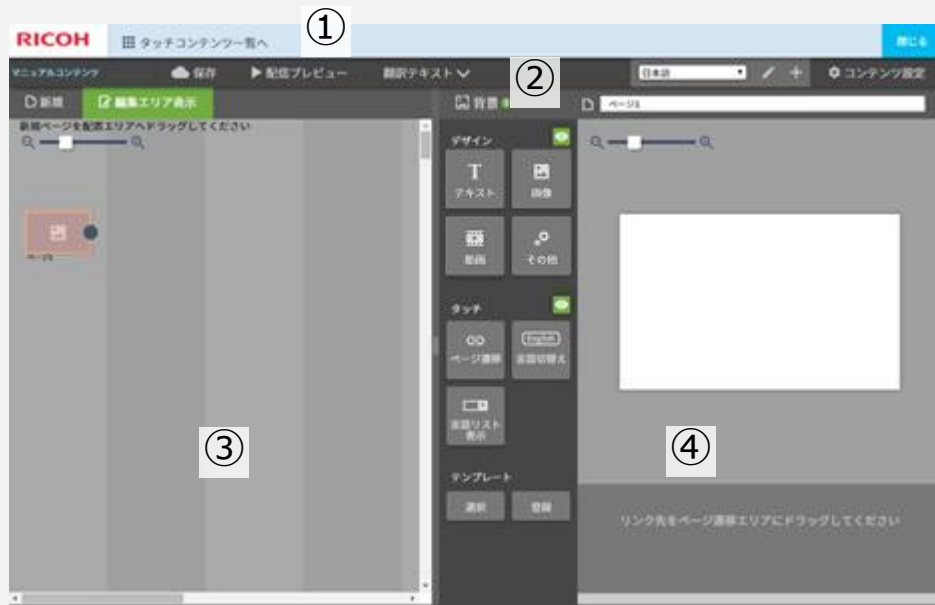 ①
RICOH タッチコンテンツ一覧へ 閉じる
②
マニュアルコンテンツ 保存 配信プレビュー 翻訳テキスト 日本語 コンテンツ設定
新規 編集エリア表示 背景 ページ1
新規ページを配置エリアへドラッグしてください
デザイン
T
テキスト 画像
動画 その他
ページ1
タッチ
English
ページ遷移 言語切替え
言語リスト
表示
③
④
テンプレート
選択 登録
リンク先をページ遷移エリアにドラッグしてください